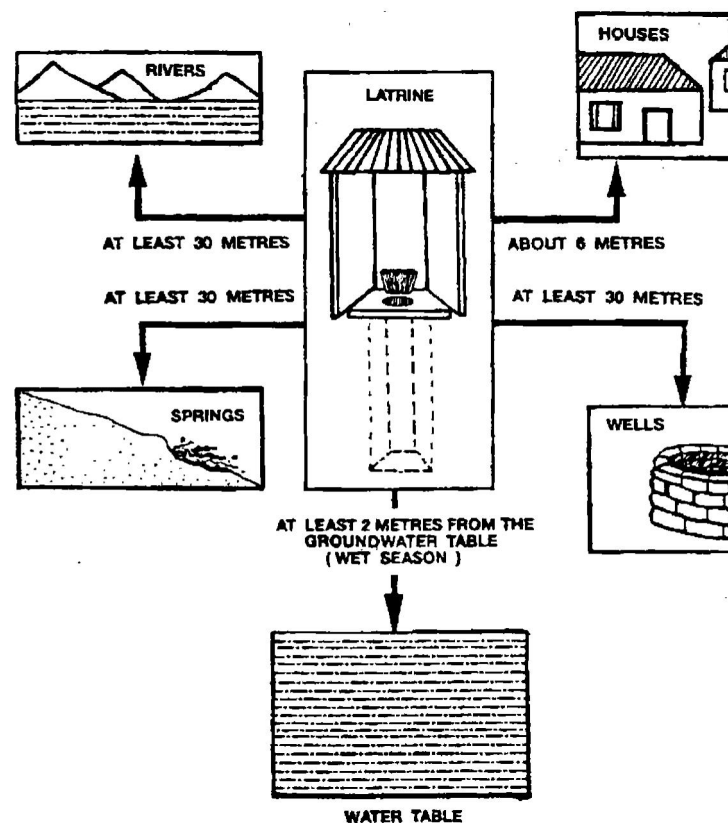 RIVERS
LATRINE
HOUSES
AT LEAST 30 METRES
ABOUT 6 METRES
AT LEAST 30 METRES
AT LEAST 30 METRES
SPRINGS
WELLS
AT LEAST 2 METRES FROM THE
GROUNDWATER TABLE
( WET SEASON )
WATER TABLE